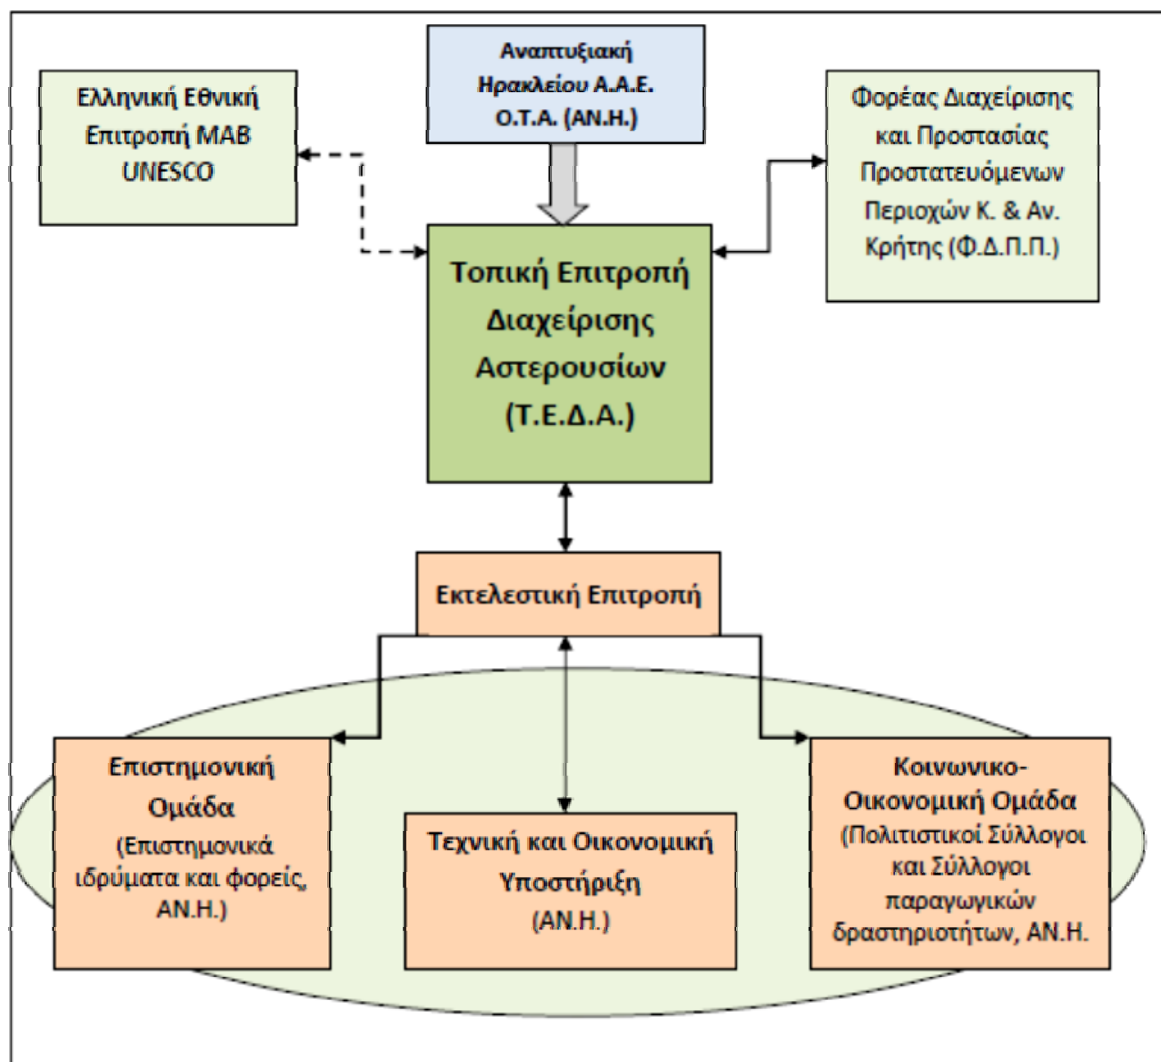 Αναπτυξιακή
Ηρακλείου Α.Α.Ε.
Ο.Τ.Α. (ΑΝ.Η.)
Ελληνική Εθνική
Επιτροπή MAB
UNESCO
Φορέας Διαχείρισης
και Προστασίας
Προστατευόμενων
Περιοχών Κ. & Αν.
Κρήτης (Φ.Δ.Π.Π.)
Τοπική Επιτροπή
Διαχείρισης
Αστερουσίων
(Τ.Ε.Δ.Α.)
Εκτελεστική Επιτροπή
Επιστημονική
Ομάδα
(Επιστημονικά
ιδρύματα και φορείς,
ΑΝ.Η.)
Τεχνική και Οικονομική
Υποστήριξη
(ΑΝ.Η.)
Κοινωνικο-
Οικονομική Ομάδα
(Πολιτιστικοί Σύλλογοι
και Σύλλογοι
παραγωγικών
δραστηριοτήτων, ΑΝ.Η.